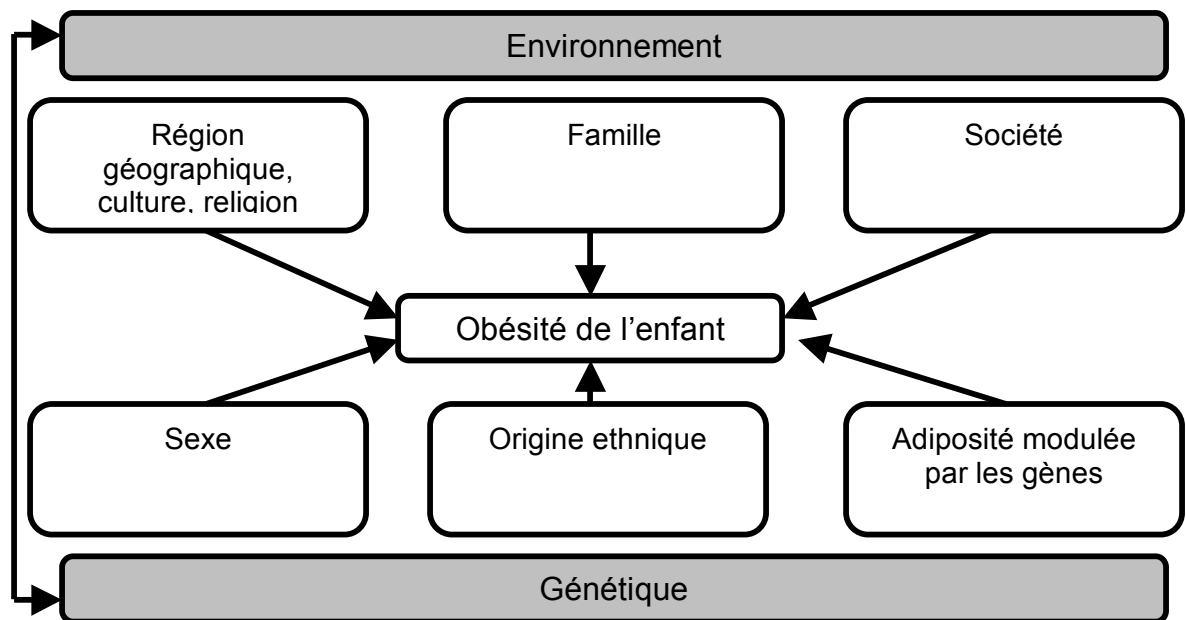 Environnement
Région
géographique,
culture, religion
Famille
Société
Obésité de l’enfant
Sexe
Origine ethnique
Adiposité modulée
par les gènes
Génétique